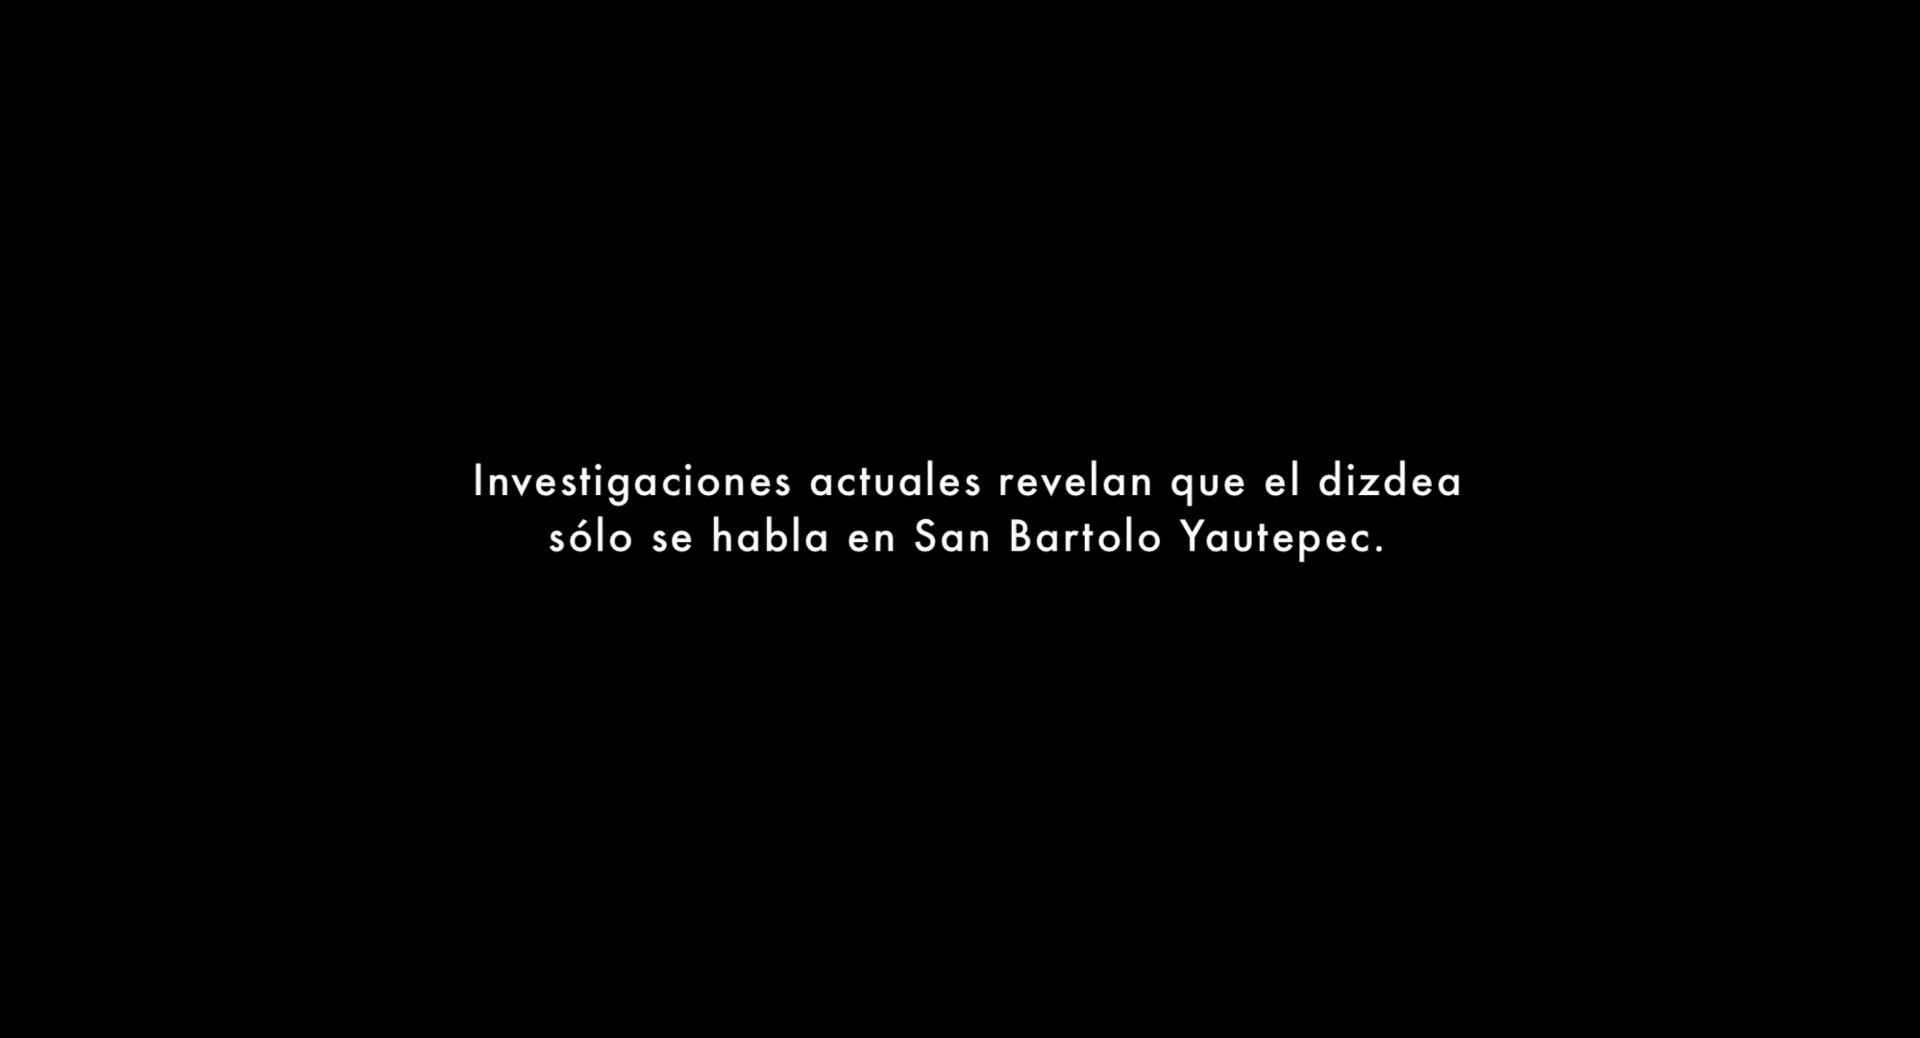 Investigaciones actuales revelan que el dizdea
sólo se habla en San Bartolo Yautepec.